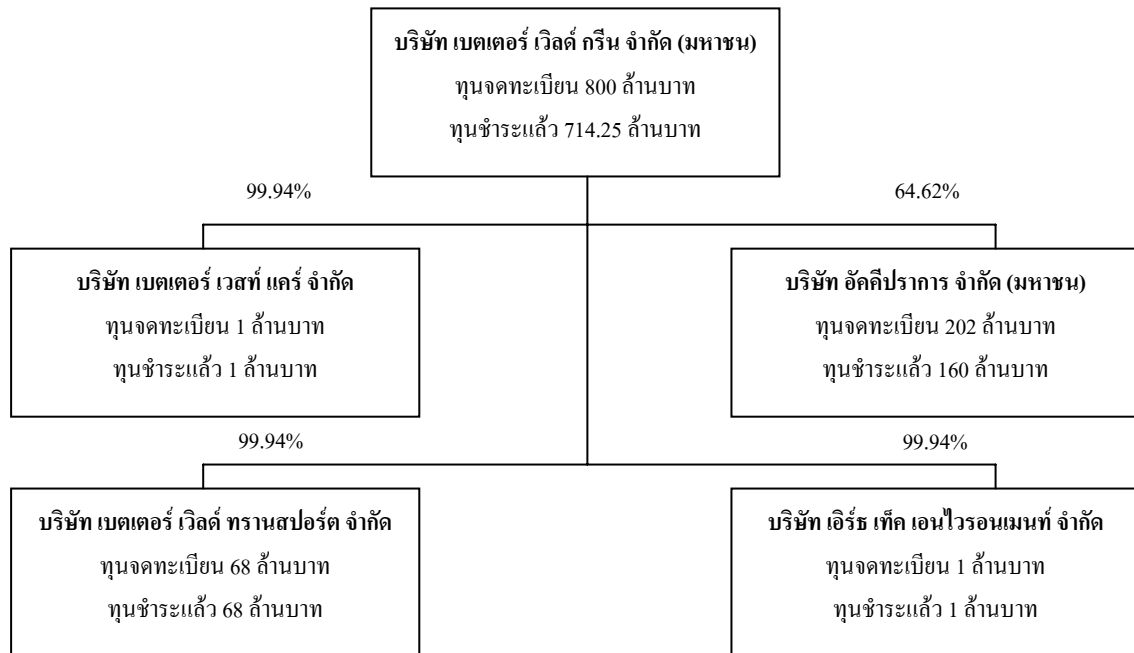 บริษัท เบตเตอร์ เวิลด์ กรีน จำกัด (มหาชน)
ทุนจดทะเบียน 800 ล้านบาท
ทุนชำระแล้ว 714.25 ล้านบาท
99.94%
64.62%
บริษัท เบตเตอร์ เวสท์ แคร์ จำกัด
ทุนจดทะเบียน 1 ล้านบาท
ทุนชำระแล้ว 1 ล้านบาท
บริษัท อัคคีปราการ จำกัด (มหาชน)
ทุนจดทะเบียน 202 ล้านบาท
ทุนชำระแล้ว 160 ล้านบาท
99.94%
99.94%
บริษัท เบตเตอร์ เวิลด์ ทรานสปอร์ต จำกัด
ทุนจดทะเบียน 68 ล้านบาท
ทุนชำระแล้ว 68 ล้านบาท
บริษัท เอิร์ธ เท็ค เอนไวรอนเมนท์ จำกัด
ทุนจดทะเบียน 1 ล้านบาท
ทุนชำระแล้ว 1 ล้านบาท